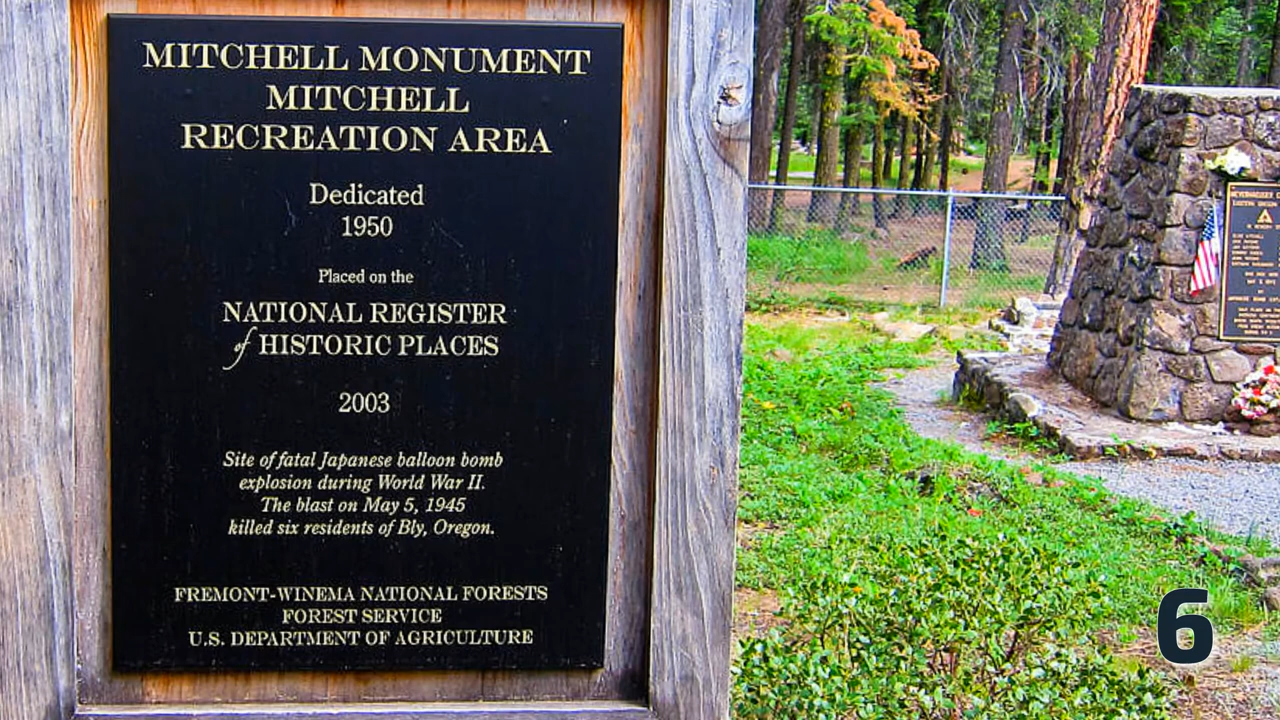 MITCHELL MONUMENT
MITCHELL
RECREATION AREA
Dedicated
1950
Placed on the
NATIONAL REGISTER
of HISTORIC PLACES
2003
Site of fatal Japanese balloon bomb
explosion during World War II.
The blast on May 5, 1945
killed six residents of Bly, Oregon.
FREMONT-WINEMA NATIONAL FORESTS
FOREST SERVICE
U.S. DEPARTMENT OF AGRICULTURE
6